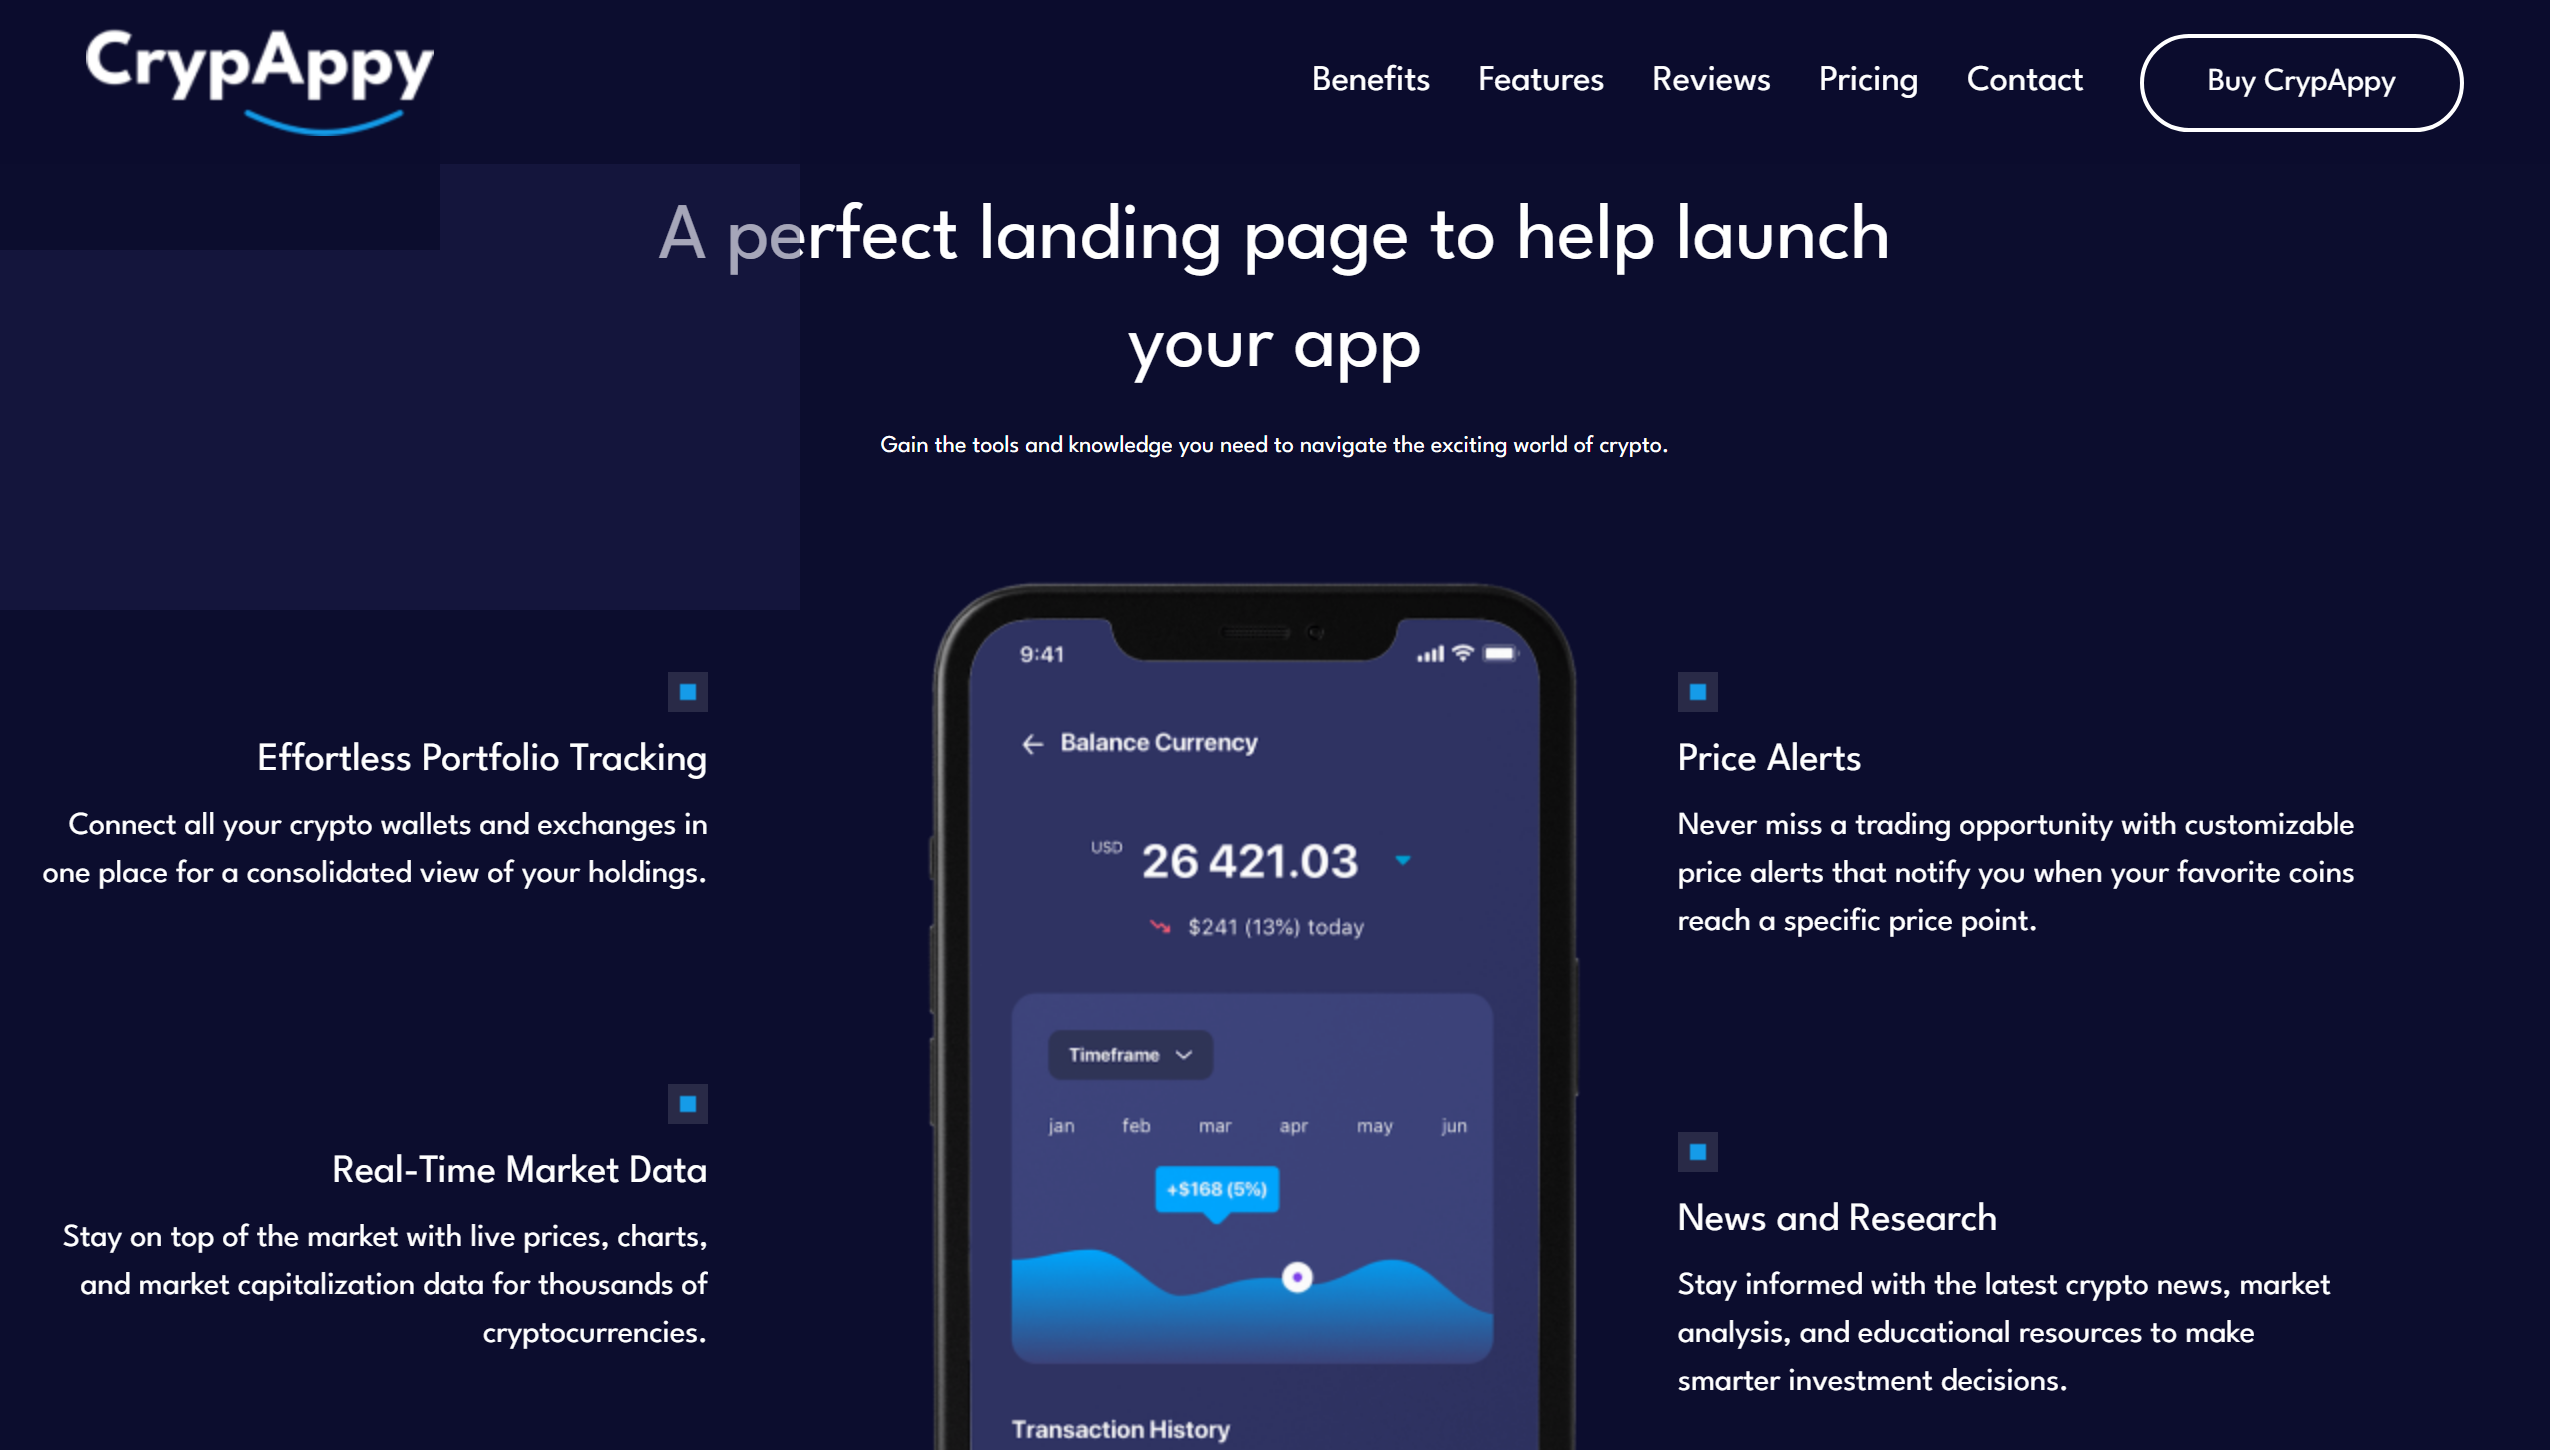 CrypAppy
Benefits
Features
Reviews
Pricing
Contact
Buy CrypAppy
A perfect landing page to help launch
your app
Gain the tools and knowledge you need to navigate the exciting world of crypto.
Effortless Portfolio Tracking
Connect all your crypto wallets and exchanges in
one place for a consolidated view of your holdings.
Real-Time Market Data
Stay on top of the market with live prices, charts,
and market capitalization data for thousands of
cryptocurrencies.
9:41
Balance Currency
USD 26 421.03
$241 (13%) today
Timeframe
jan feb mar apr may jun
+$168 (5%)
Transaction History
Price Alerts
Never miss a trading opportunity with customizable
price alerts that notify you when your favorite coins
reach a specific price point.
News and Research
Stay informed with the latest crypto news, market
analysis, and educational resources to make
smarter investment decisions.